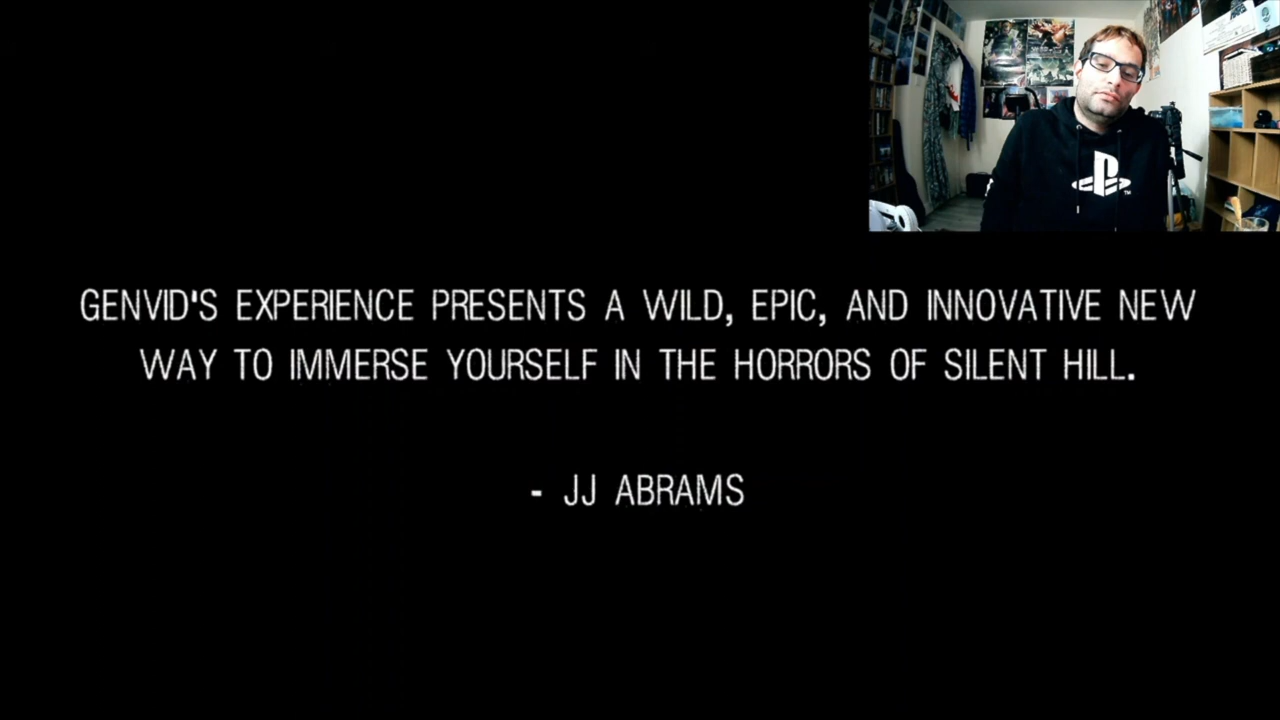 GENVID'S EXPERIENCE PRESENTS A WILD, EPIC, AND INNOVATIVE NEW
WAY TO IMMERSE YOURSELF IN THE HORRORS OF SILENT HILL.
- JJ ABRAMS